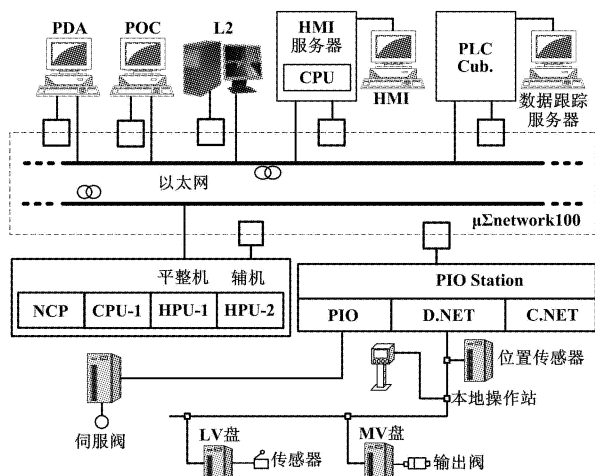 PDA
POC
L2
HMI
服务器
CPU
HMI
PLC
Cub.
数据跟踪
服务器
以太网
μΣnetwork100
平整机
辅机
NCP
CPU-1
HPU-1
HPU-2
PIO Station
PIO
D.NET
C.NET
位置传感器
本地操作站
伺服阀
LV盘
传感器
MV盘
输出阀